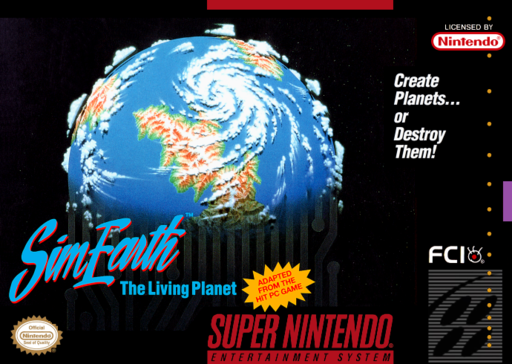 LICENSED BY
Nintendo®
Create
Planets...
or
Destroy
Them!
SimEarth™
The Living Planet
ADAPTED
FROM THE
HIT PC GAME
FCI®
Official
Nintendo
Seal of Quality
SUPER NINTENDO®
ENTERTAINMENT SYSTEM